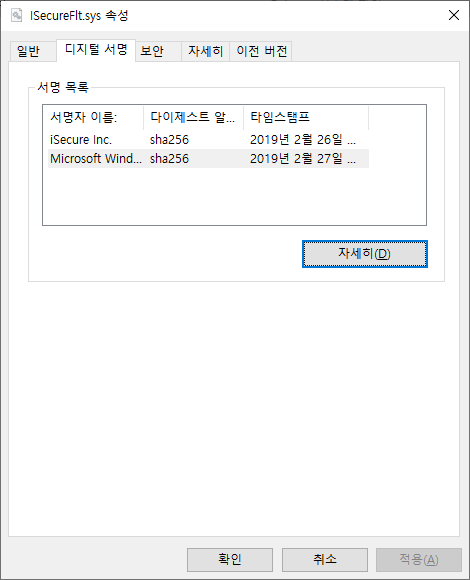 ISecureFlt.sys 속성
일반 디지털 서명 보안 자세히 이전 버전
서명 목록
서명자 이름: 다이제스트 알... 타임스탬프
iSecure Inc. sha256 2019년 2월 26일 ...
Microsoft Wind... sha256 2019년 2월 27일 ...
자세히(D)
확인 취소 적용(A)